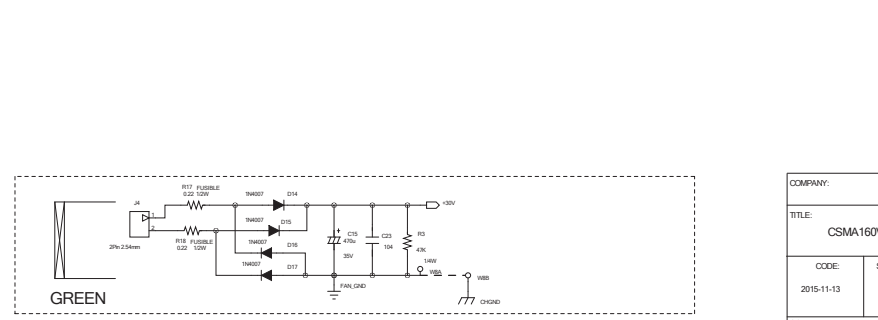 R17 FUSIBLE
0.22 1/2W
1N4007 D14
J4
1
2
+30V
1N4007 D15
2Pin 2.54mm
R18 FUSIBLE
0.22 1/2W
1N4007 D16
1N4007 D17
+
C15
470u
35V
C23
104
R3
47K
1/4W
W8A
W8B
FAN_GND
CHGND
GREEN
COMPANY:
TITLE:
CSMA160V
CODE:
S
2015-11-13